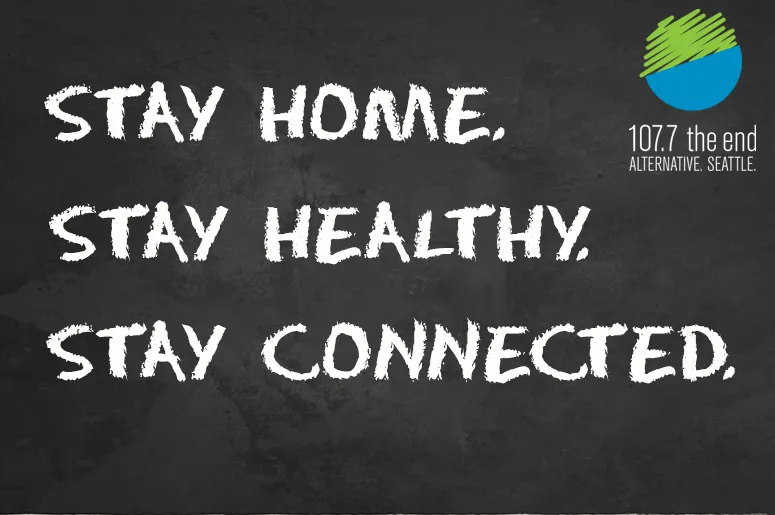 STAY HOME.
107.7 the end
ALTERNATIVE. SEATTLE.
STAY HEALTHY.
STAY CONNECTED.